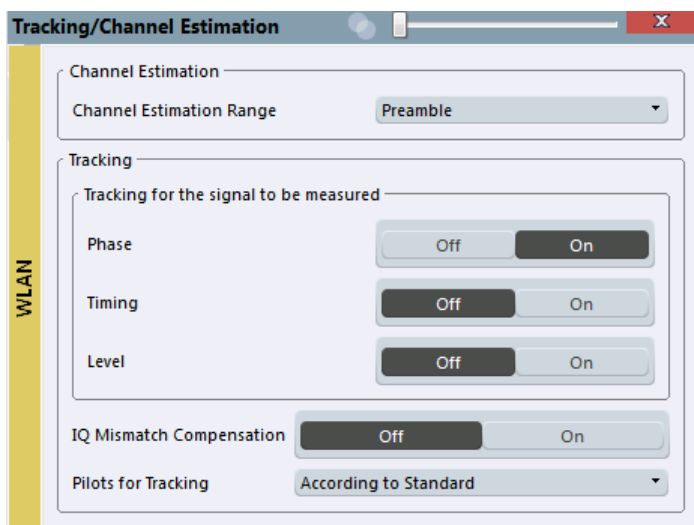 Tracking/Channel Estimation
X
Channel Estimation
Channel Estimation Range Preamble
Tracking
Tracking for the signal to be measured
Phase Off On
Timing Off On
Level Off On
IQ Mismatch Compensation Off On
Pilots for Tracking According to Standard
WLAN